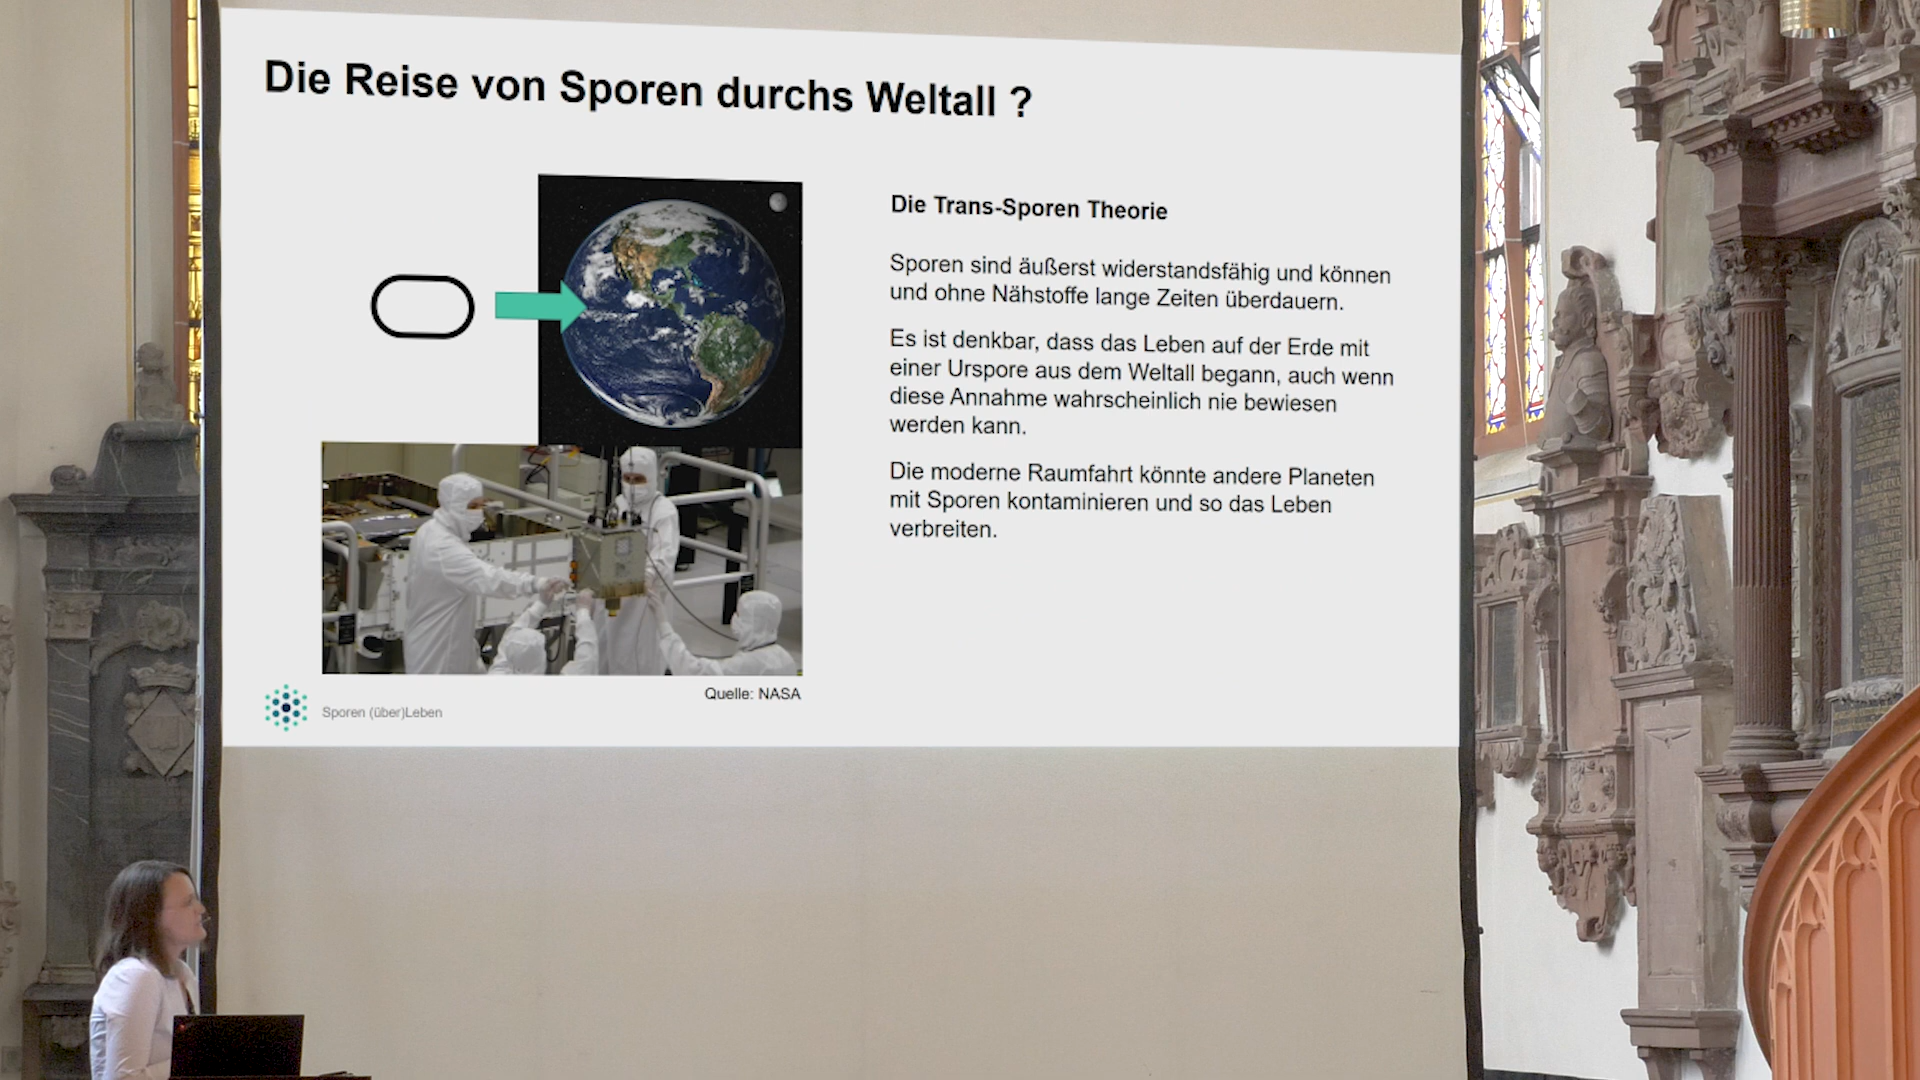 Die Reise von Sporen durchs Weltall ?
Die Trans-Sporen Theorie
Sporen sind äußerst widerstandsfähig und können
und ohne Nähstoffe lange Zeiten überdauern.
Es ist denkbar, dass das Leben auf der Erde mit
einer Urspore aus dem Weltall begann, auch wenn
diese Annahme wahrscheinlich nie bewiesen
werden kann.
Die moderne Raumfahrt könnte andere Planeten
mit Sporen kontaminieren und so das Leben
verbreiten.
Quelle: NASA
Sporen (über)Leben